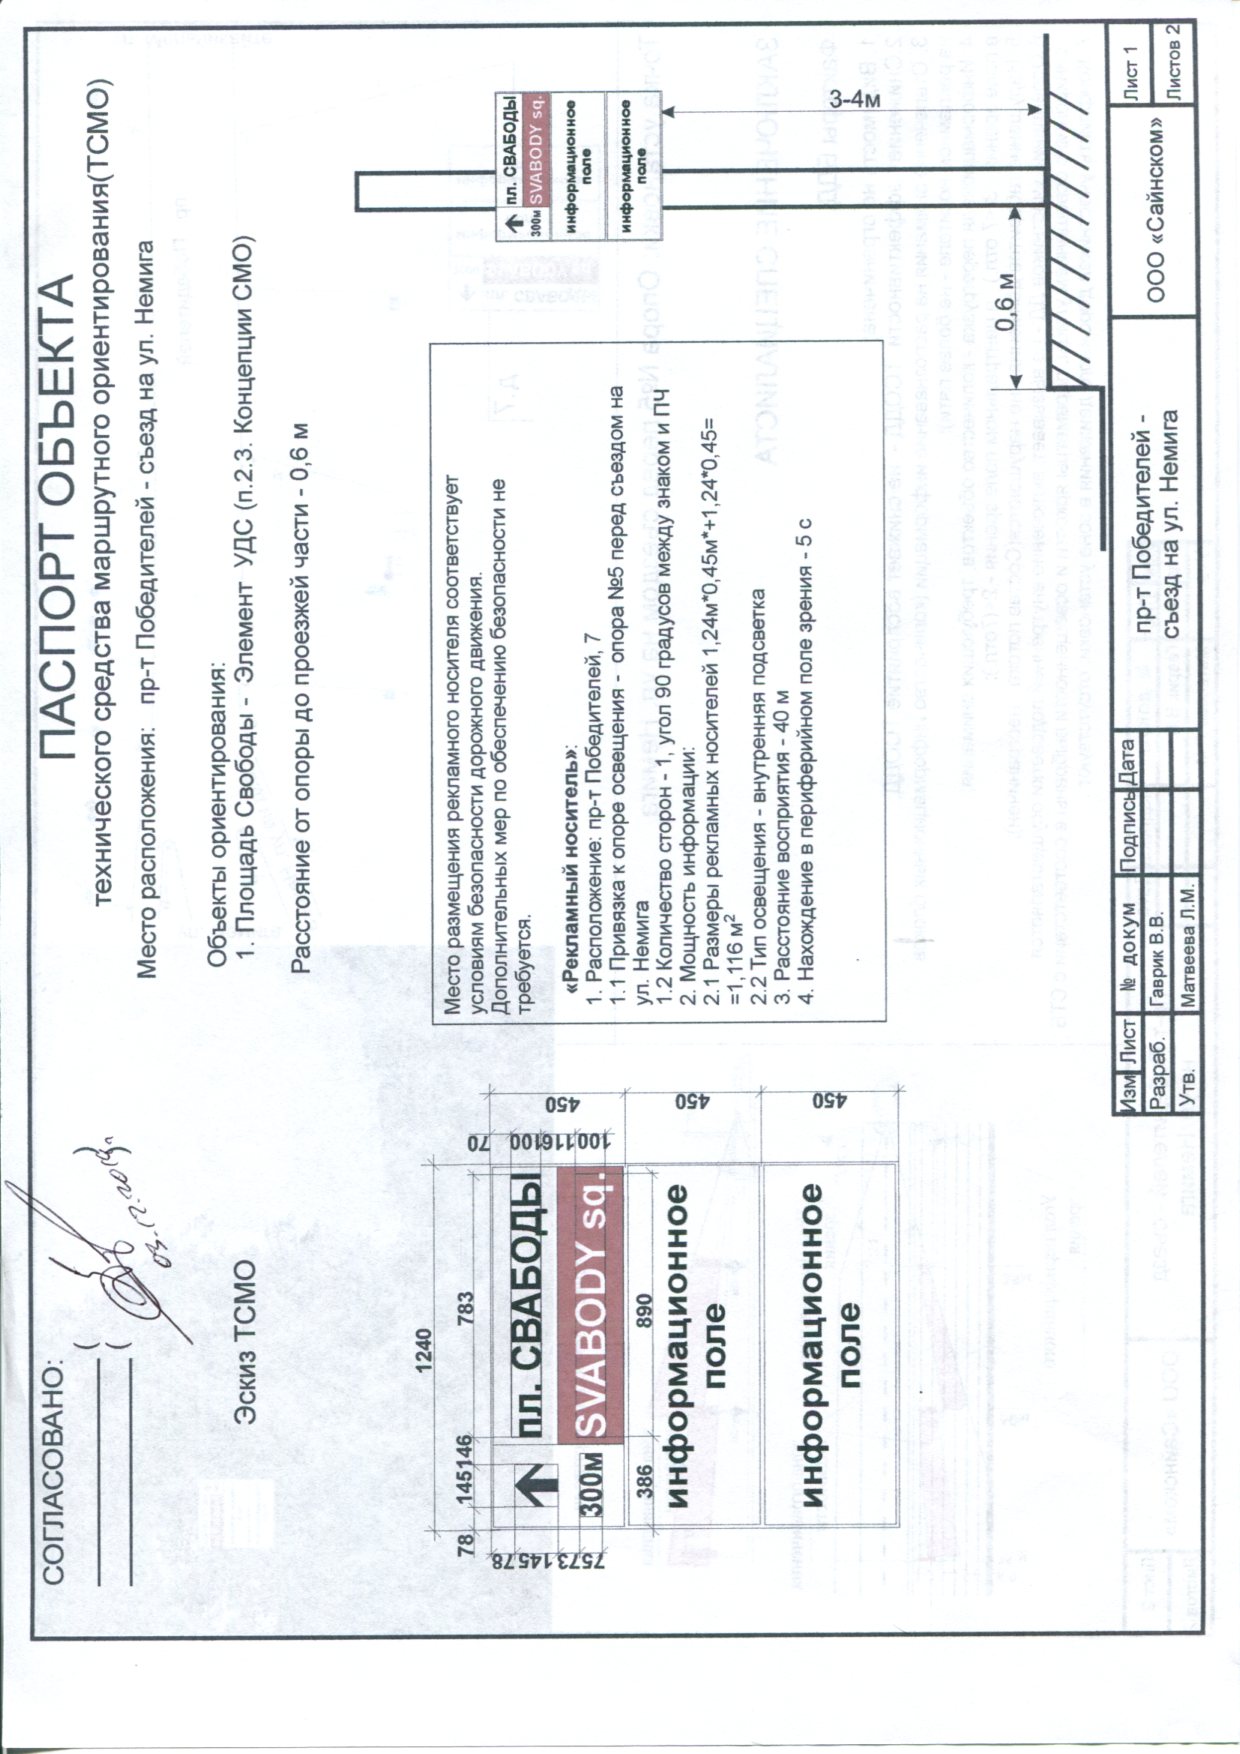 СОГЛАСОВАНО:
03.12.2019г
ПАСПОРТ ОБЪЕКТА
технического средства маршрутного ориентирования(ТСМО)
Место расположения: пр-т Победителей - съезд на ул. Немига
Объекты ориентирования:
1. Площадь Свободы - Элемент УДС (п.2.3. Концепции СМО)
Расстояние от опоры до проезжей части - 0,6 м
Эскиз ТСМО
1240
78 145 146 783
70 100 116 100
450
450
450
78 145 73 75
пл. СВАБОДЫ
300м SVABODY sq.
386 890
информационное
поле
информационное
поле
Место размещения рекламного носителя соответствует
условиям безопасности дорожного движения.
Дополнительных мер по обеспечению безопасности не
требуется.
«Рекламный носитель»:
1. Расположение: пр-т Победителей, 7
1.1 Привязка к опоре освещения - опора №5 перед съездом на
ул. Немига
1.2 Количество сторон - 1, угол 90 градусов между знаком и ПЧ
2. Мощность информации:
2.1 Размеры рекламных носителей 1,24м*0,45м*+1,24*0,45=
=1,116 м²
2.2 Тип освещения - внутренняя подсветка
3. Расстояние восприятия - 40 м
4. Нахождение в периферийном поле зрения - 5 с
пл. СВАБОДЫ
300м SVABODY sq.
информационное
поле
информационное
поле
3-4м
0,6 м
Изм Лист № докум Подпись Дата
Разраб. Гаврик В.В.
Утв. Матвеева Л.М.
пр-т Победителей -
съезд на ул. Немига
ООО «Сайнском»
Лист 1
Листов 2